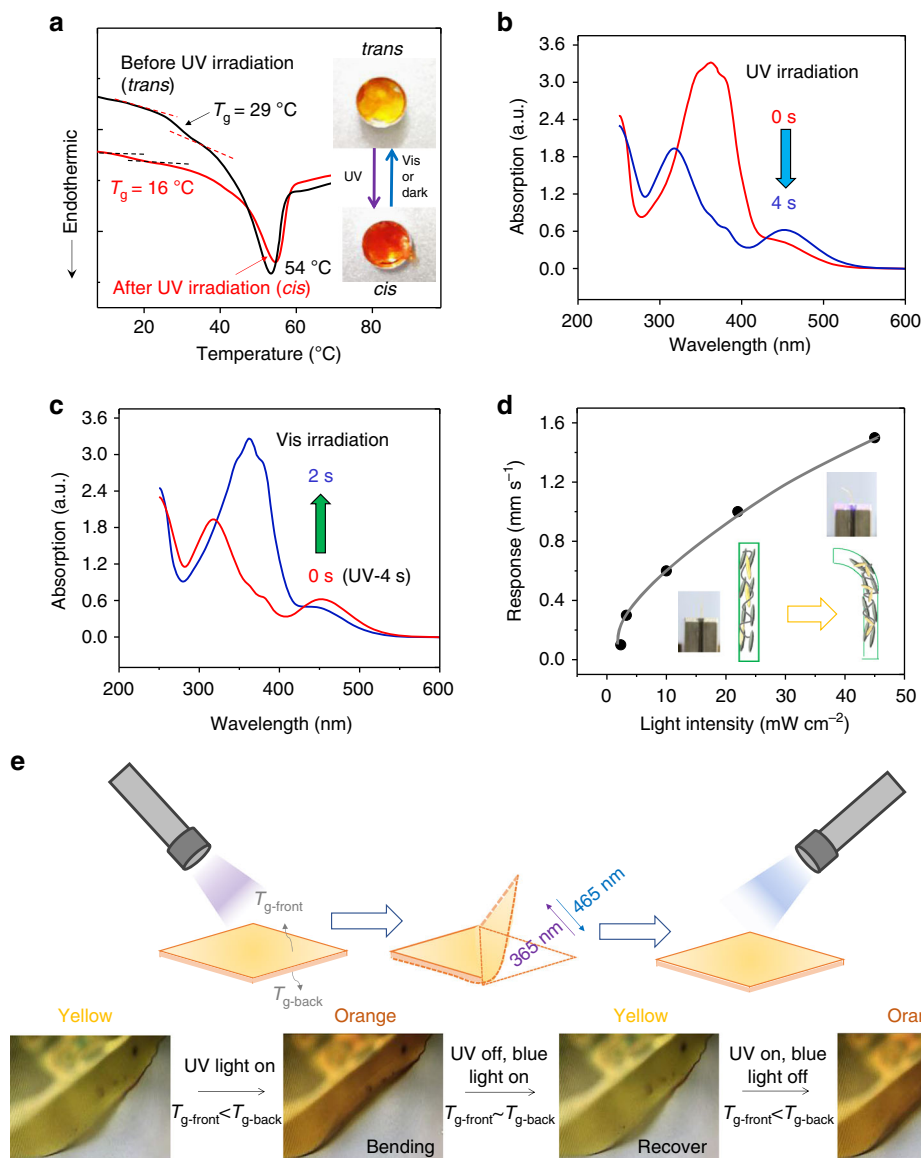 a
Before UV irradiation
(trans)
Tg = 29 °C
Tg = 16 °C
54 °C
After UV irradiation (cis)
trans
UV
Vis
or
dark
cis
Endothermic
20 40 60 80
Temperature (°C)
b
3.6
3.0
2.4
1.8
1.2
0.6
0.0
Absorption (a.u.)
UV irradiation
0 s
4 s
200 300 400 500 600
Wavelength (nm)
c
3.6
3.0
2.4
1.8
1.2
0.6
0.0
Absorption (a.u.)
Vis irradiation
2 s
0 s (UV-4 s)
200 300 400 500 600
Wavelength (nm)
d
1.6
1.2
0.8
0.4
0.0
Response (mm s⁻¹)
0 10 20 30 40 50
Light intensity (mW cm⁻²)
e
Tg-front
Tg-back
365 nm
465 nm
Yellow
Orange
Yellow
Oran
UV light on
Tg-front<Tg-back
Bending
UV off, blue
light on
Tg-front~Tg-back
Recover
UV on, blue
light off
Tg-front<Tg-back